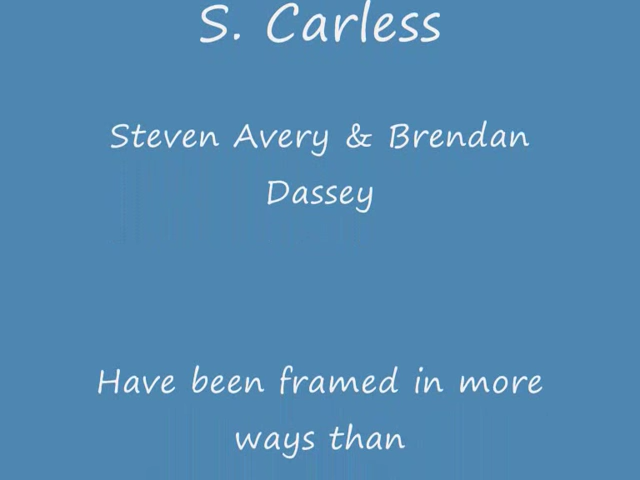 S. Carless
Steven Avery & Brendan
Dassey
Have been framed in more
ways than